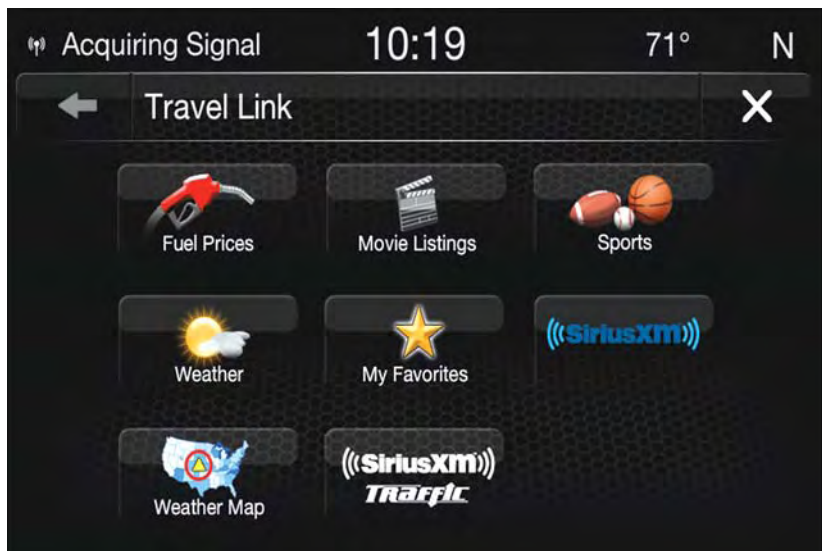 Acquiring Signal 10:19 71° N
Travel Link
Fuel Prices Movie Listings Sports
Weather My Favorites SiriusXM
Weather Map SiriusXM
Traffic